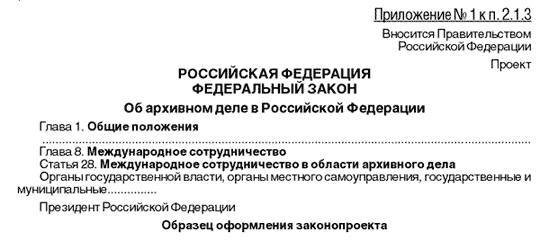 Приложение № 1 к п. 2.1.3
Вносится Правительством
Российской Федерации
Проект
РОССИЙСКАЯ ФЕДЕРАЦИЯ
ФЕДЕРАЛЬНЫЙ ЗАКОН
Об архивном деле в Российской Федерации
Глава 1. Общие положения
................................................................................................................................
Глава 8. Международное сотрудничество
Статья 28. Международное сотрудничество в области архивного дела
Органы государственной власти, органы местного самоуправления, государственные и
муниципальные...............
Президент Российской Федерации
Образец оформления законопроекта